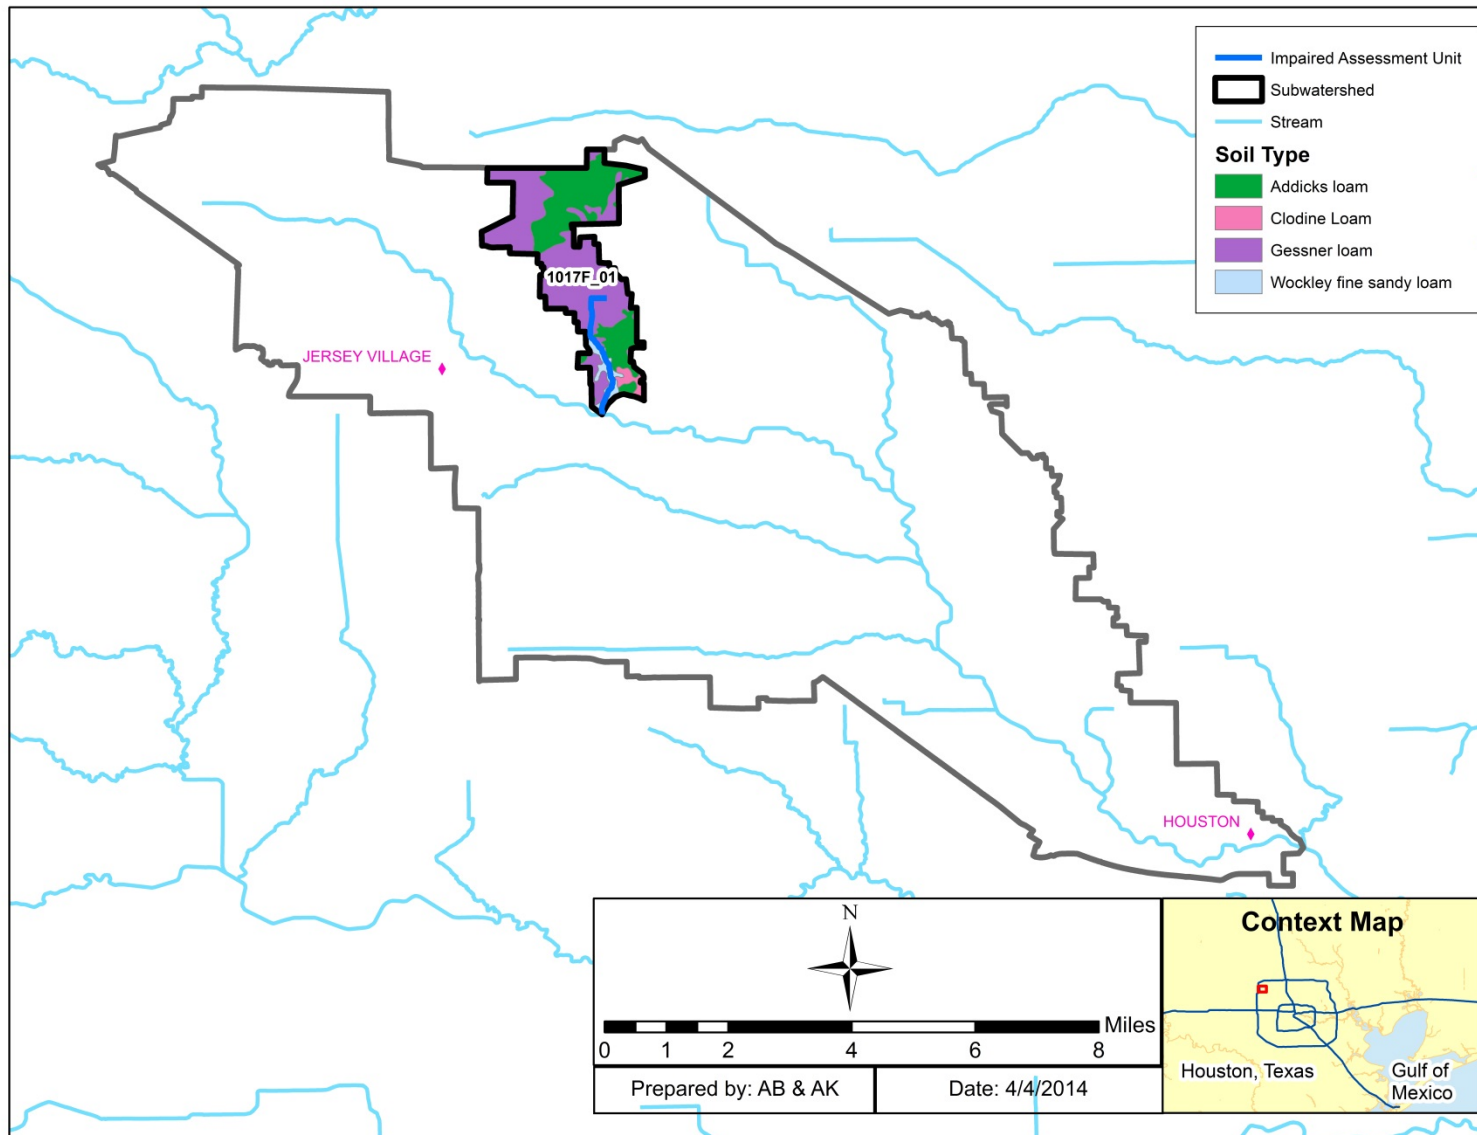 Impaired Assessment Unit
Subwatershed
Stream
Soil Type
Addicks loam
Clodine Loam
Gessner loam
Wockley fine sandy loam
1017F_01
JERSEY VILLAGE
HOUSTON
N
Miles
0 1 2 4 6 8
Prepared by: AB & AK
Date: 4/4/2014
Context Map
Houston, Texas
Gulf of
Mexico